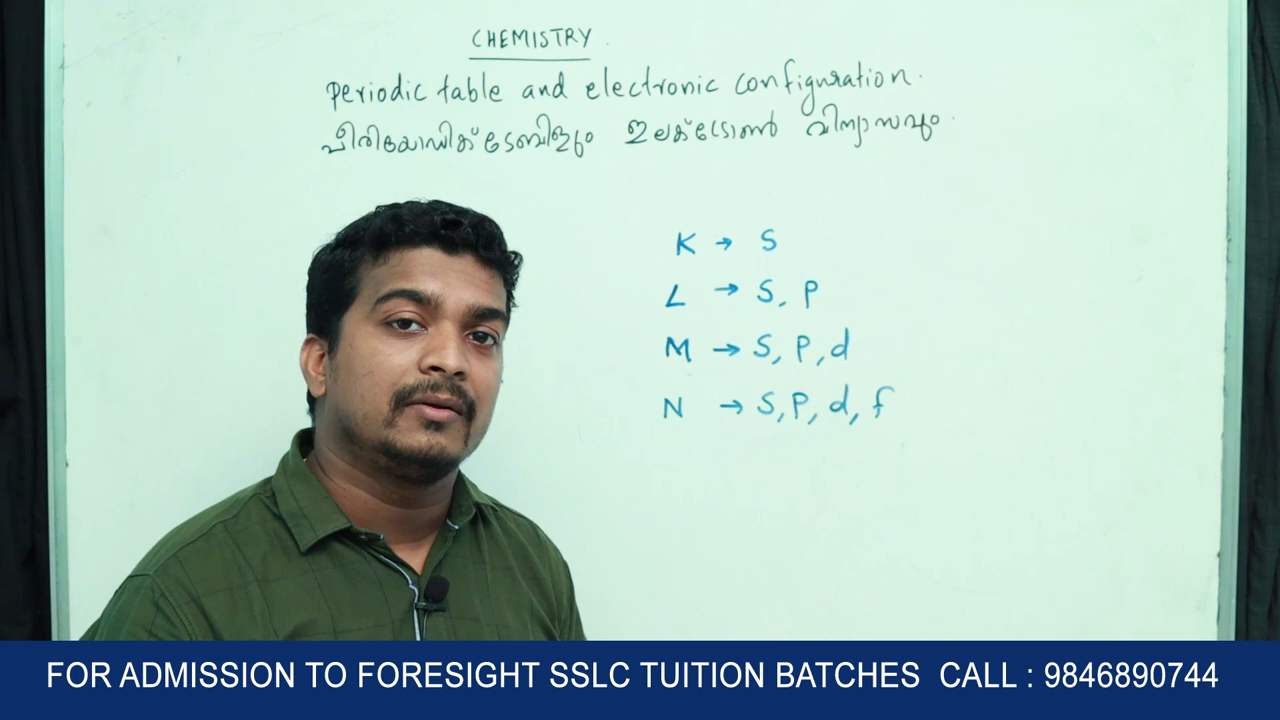 CHEMISTRY.
Periodic table and electronic configuration.
പീരിയോഡിക് ടേബിളും ഇലക്ട്രോൺ വിന്യാസവും.
K → S
L → S, P
M → S, P, d
N → S, P, d, f
FOR ADMISSION TO FORESIGHT SSLC TUITION BATCHES CALL : 9846890744